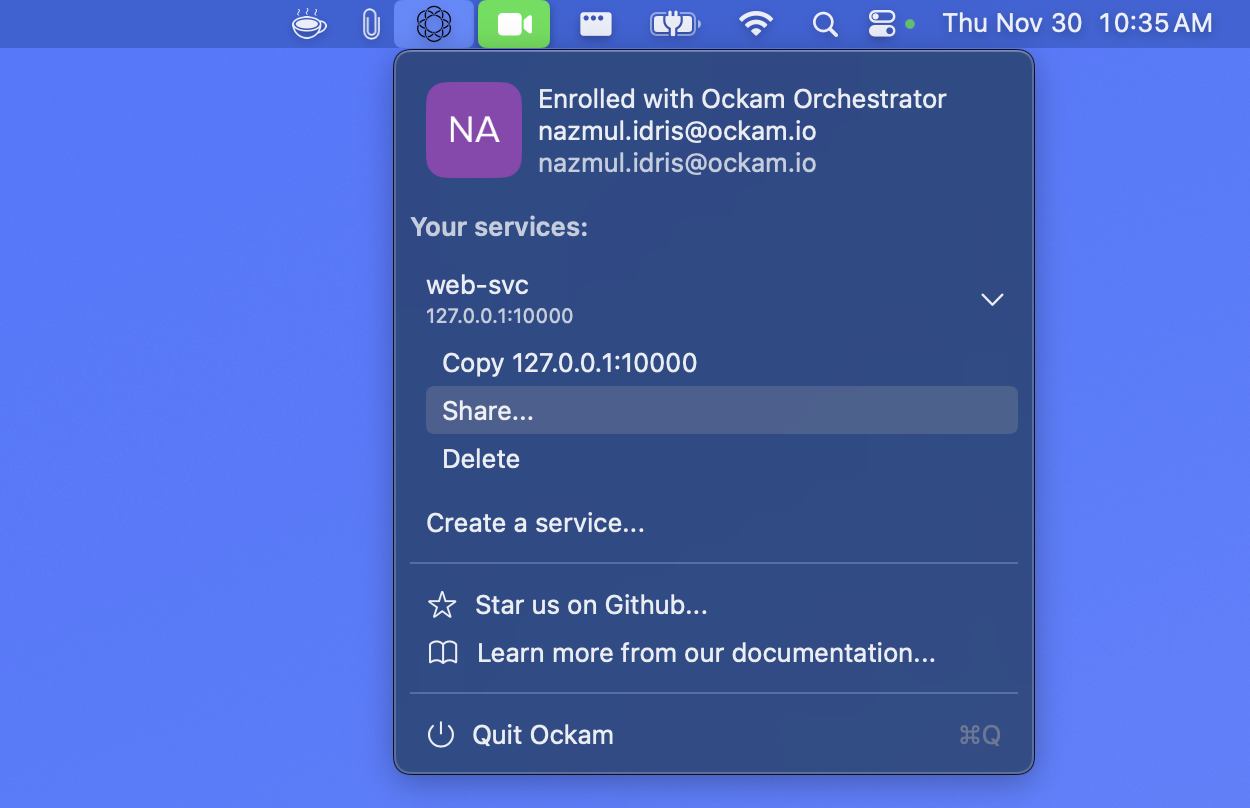 Thu Nov 30 10:35 AM
NA
Enrolled with Ockam Orchestrator
nazmul.idris@ockam.io
nazmul.idris@ockam.io
Your services:
web-svc
127.0.0.1:10000
Copy 127.0.0.1:10000
Share...
Delete
Create a service...
Star us on Github...
Learn more from our documentation...
Quit Ockam ⌘Q